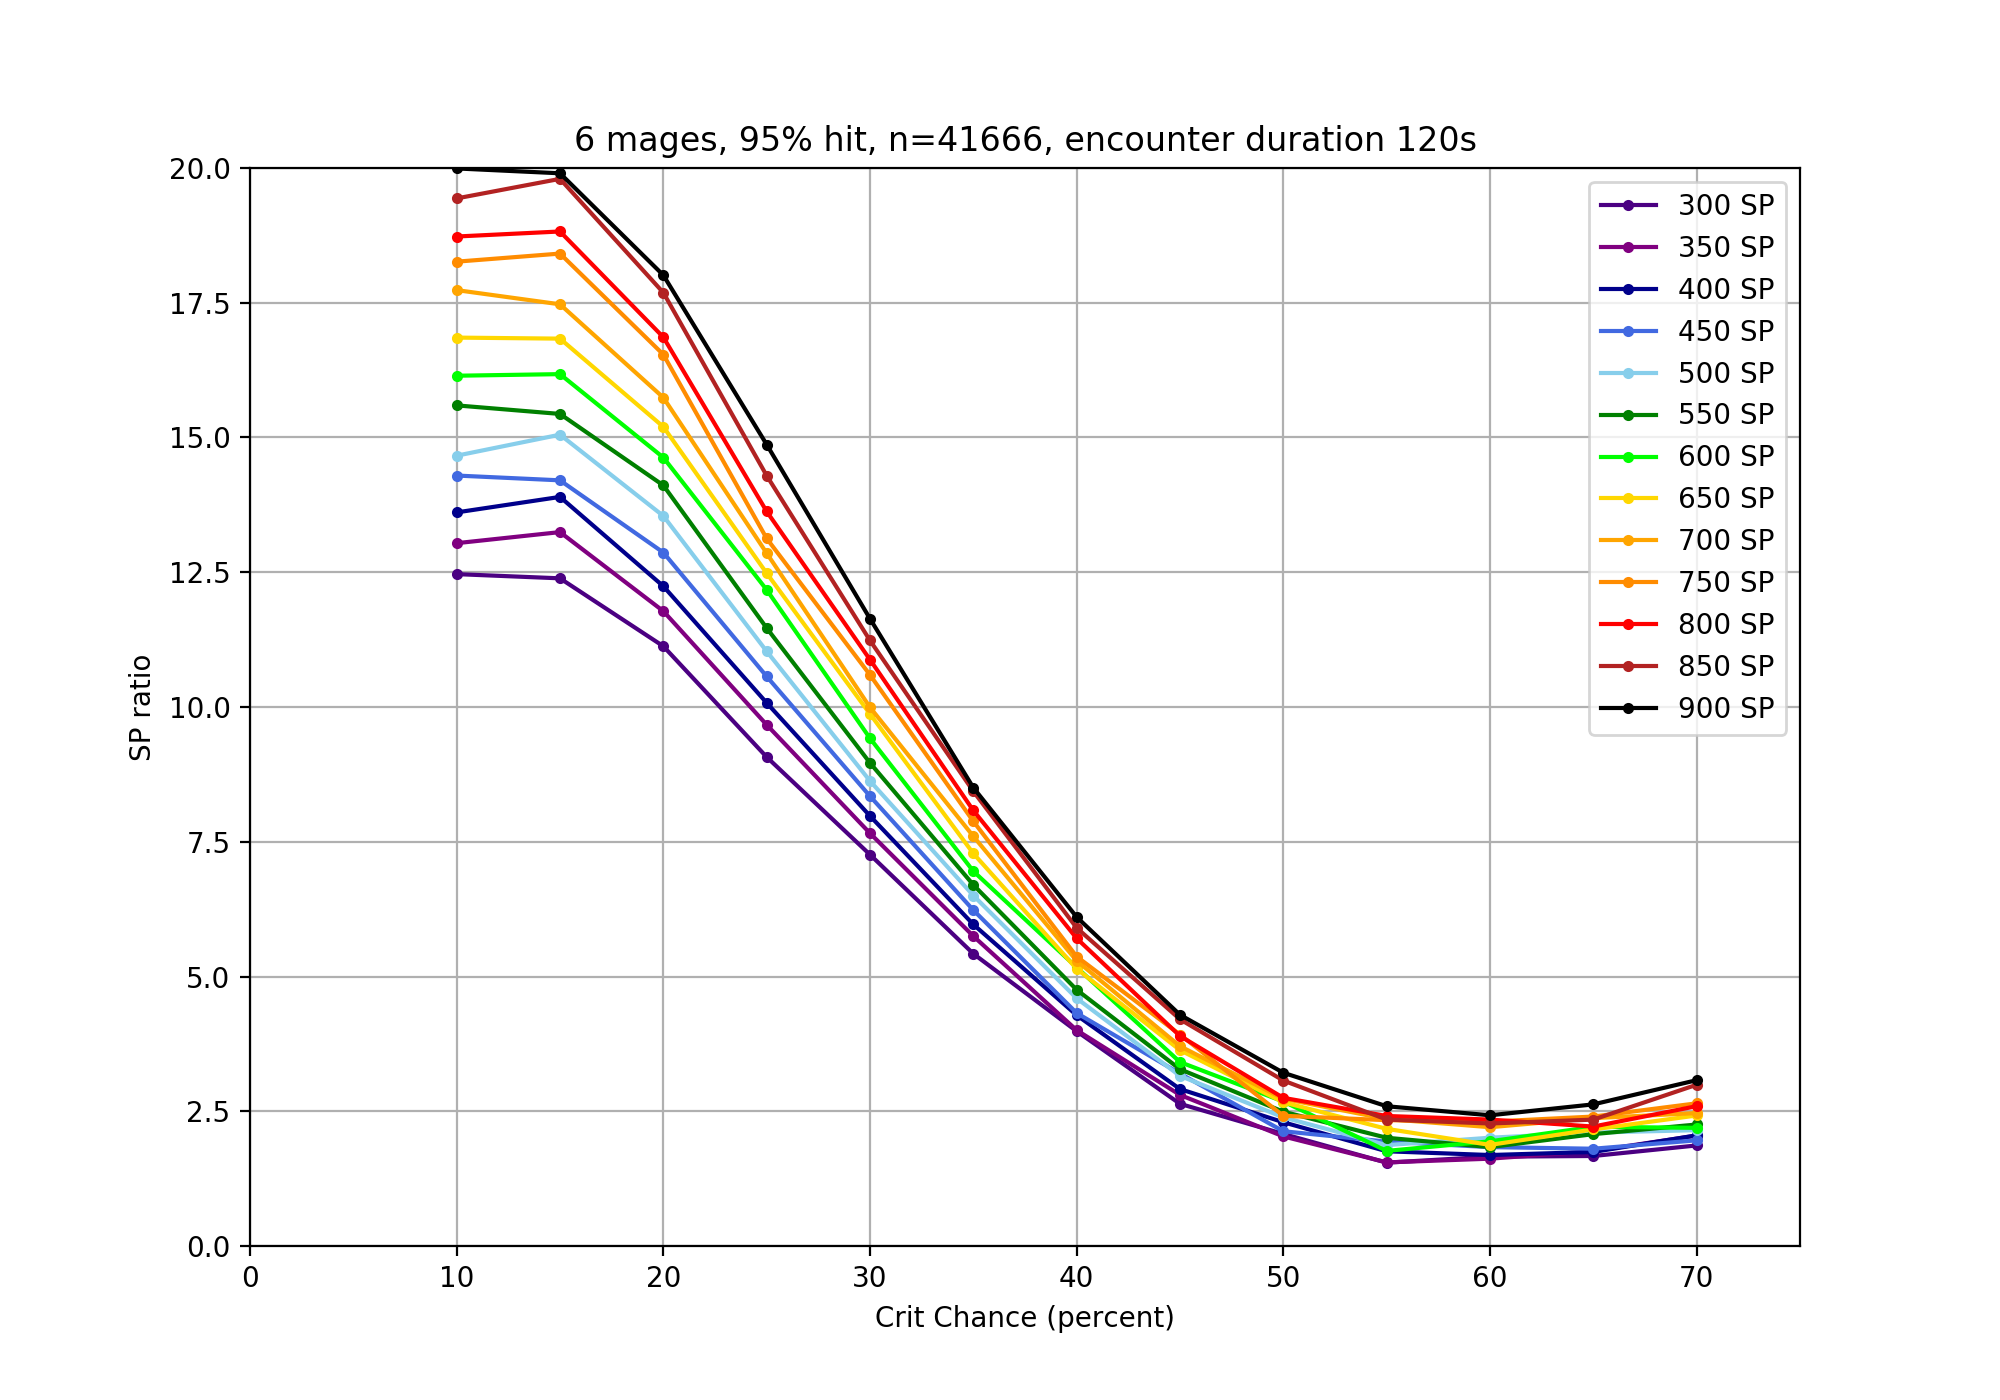 6 mages, 95% hit, n=41666, encounter duration 120s
20.0
17.5
15.0
12.5
10.0
7.5
5.0
2.5
0.0
SP ratio
300 SP
350 SP
400 SP
450 SP
500 SP
550 SP
600 SP
650 SP
700 SP
750 SP
800 SP
850 SP
900 SP
0 10 20 30 40 50 60 70
Crit Chance (percent)